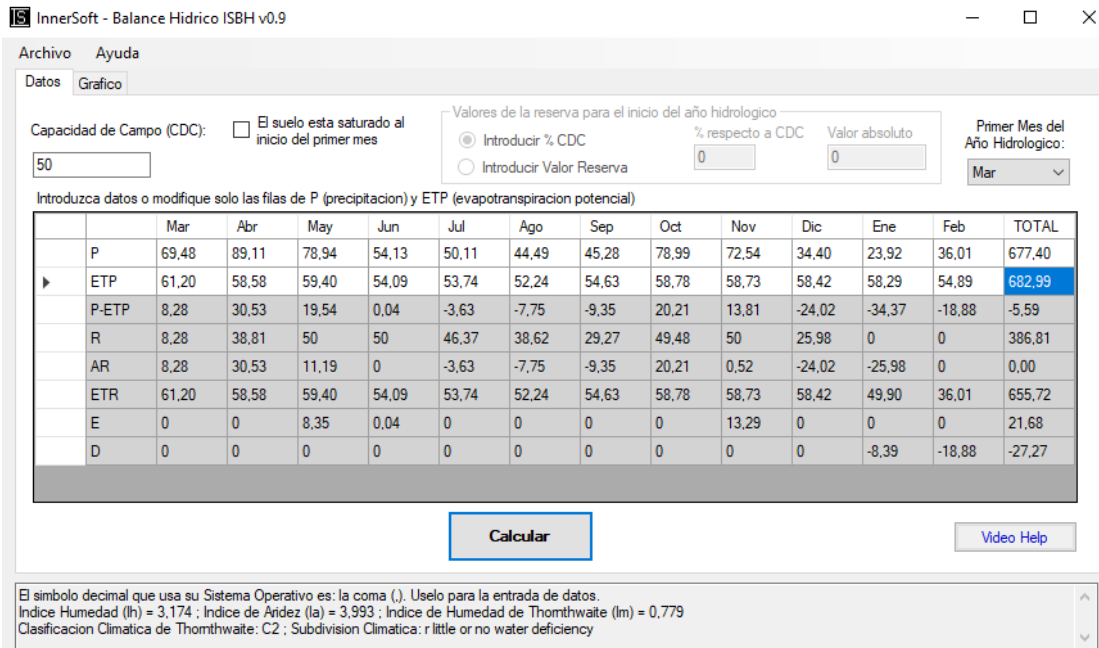 InnerSoft - Balance Hidrico ISBH v0.9
Archivo Ayuda
Datos Grafico
Capacidad de Campo (CDC):
50
El suelo esta saturado al
inicio del primer mes
Valores de la reserva para el inicio del año hidrologico
Introducir % CDC
Introducir Valor Reserva
% respecto a CDC
0
Valor absoluto
0
Primer Mes del
Año Hidrologico:
Mar
Introduzca datos o modifique solo las filas de P (precipitacion) y ETP (evapotranspiracion potencial)
Mar Abr May Jun Jul Ago Sep Oct Nov Dic Ene Feb TOTAL
P 69,48 89,11 78,94 54,13 50,11 44,49 45,28 78,99 72,54 34,40 23,92 36,01 677,40
ETP 61,20 58,58 59,40 54,09 53,74 52,24 54,63 58,78 58,73 58,42 58,29 54,89 682,99
P-ETP 8,28 30,53 19,54 0,04 -3,63 -7,75 -9,35 20,21 13,81 -24,02 -34,37 -18,88 -5,59
R 8,28 38,81 50 50 46,37 38,62 29,27 49,48 50 25,98 0 0 386,81
AR 8,28 30,53 11,19 0 -3,63 -7,75 -9,35 20,21 0,52 -24,02 -25,98 0 0,00
ETR 61,20 58,58 59,40 54,09 53,74 52,24 54,63 58,78 58,73 58,42 49,90 36,01 655,72
E 0 0 8,35 0,04 0 0 0 0 13,29 0 0 0 21,68
D 0 0 0 0 0 0 0 0 0 0 -8,39 -18,88 -27,27
Calcular
Video Help
El simbolo decimal que usa su Sistema Operativo es: la coma (,). Uselo para la entrada de datos.
Indice Humedad (Ih) = 3,174 ; Indice de Aridez (Ia) = 3,993 ; Indice de Humedad de Thornthwaite (Im) = 0,779
Clasificacion Climatica de Thornthwaite: C2 ; Subdivision Climatica: r little or no water deficiency